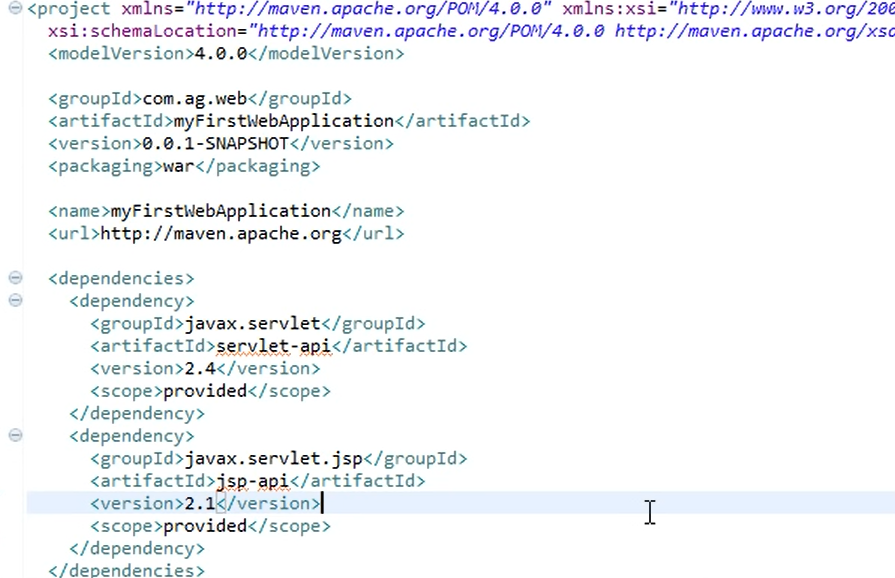 <project xmlns="http://maven.apache.org/POM/4.0.0" xmlns:xsi="http://www.w3.org/200
xsi:schemaLocation="http://maven.apache.org/POM/4.0.0 http://maven.apache.org/xsd
<modelVersion>4.0.0</modelVersion>
<groupId>com.ag.web</groupId>
<artifactId>myFirstWebApplication</artifactId>
<version>0.0.1-SNAPSHOT</version>
<packaging>war</packaging>
<name>myFirstWebApplication</name>
<url>http://maven.apache.org</url>
<dependencies>
<dependency>
<groupId>javax.servlet</groupId>
<artifactId>servlet-api</artifactId>
<version>2.4</version>
<scope>provided</scope>
</dependency>
<dependency>
<groupId>javax.servlet.jsp</groupId>
<artifactId>jsp-api</artifactId>
<version>2.1</version>
<scope>provided</scope>
</dependency>
</dependencies>